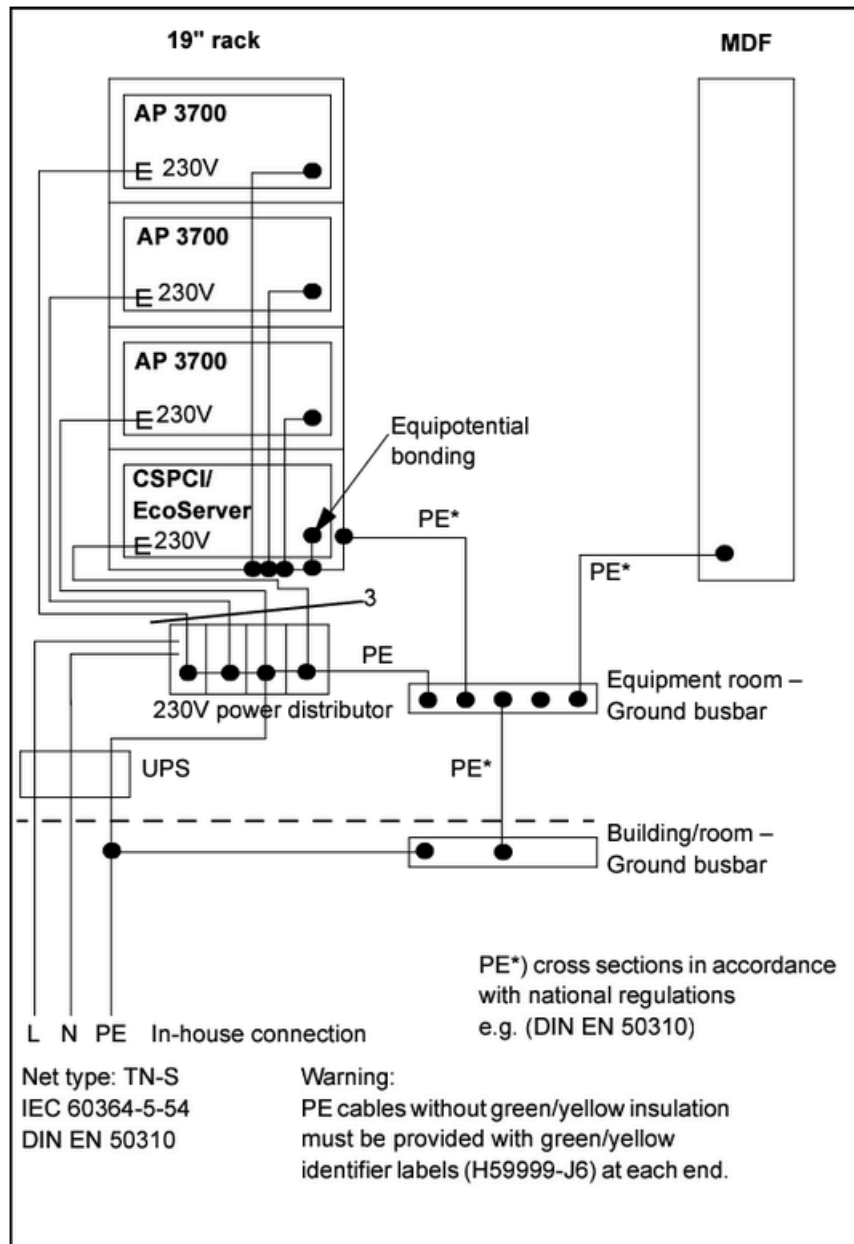 19" rack
MDF
AP 3700
230V
AP 3700
230V
AP 3700
230V
Equipotential
bonding
CSPCI/
EcoServer
230V
PE*
PE*
3
PE
230V power distributor
Equipment room –
Ground busbar
UPS
PE*
Building/room –
Ground busbar
PE*) cross sections in accordance
with national regulations
e.g. (DIN EN 50310)
L N PE In-house connection
Net type: TN-S
IEC 60364-5-54
DIN EN 50310
Warning:
PE cables without green/yellow insulation
must be provided with green/yellow
identifier labels (H59999-J6) at each end.